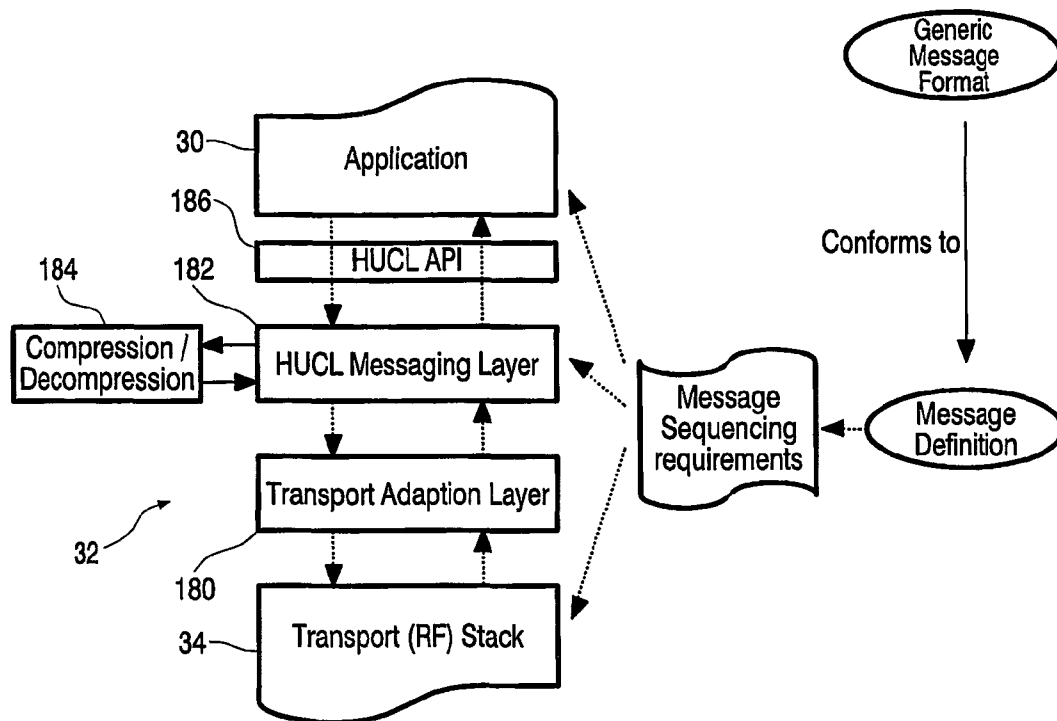 Generic
Message
Format
30
Application
186
HUCL API
Conforms to
184
182
Compression /
Decompression
HUCL Messaging Layer
Message
Sequencing
requirements
Message
Definition
Transport Adaption Layer
32
180
Transport (RF) Stack
34